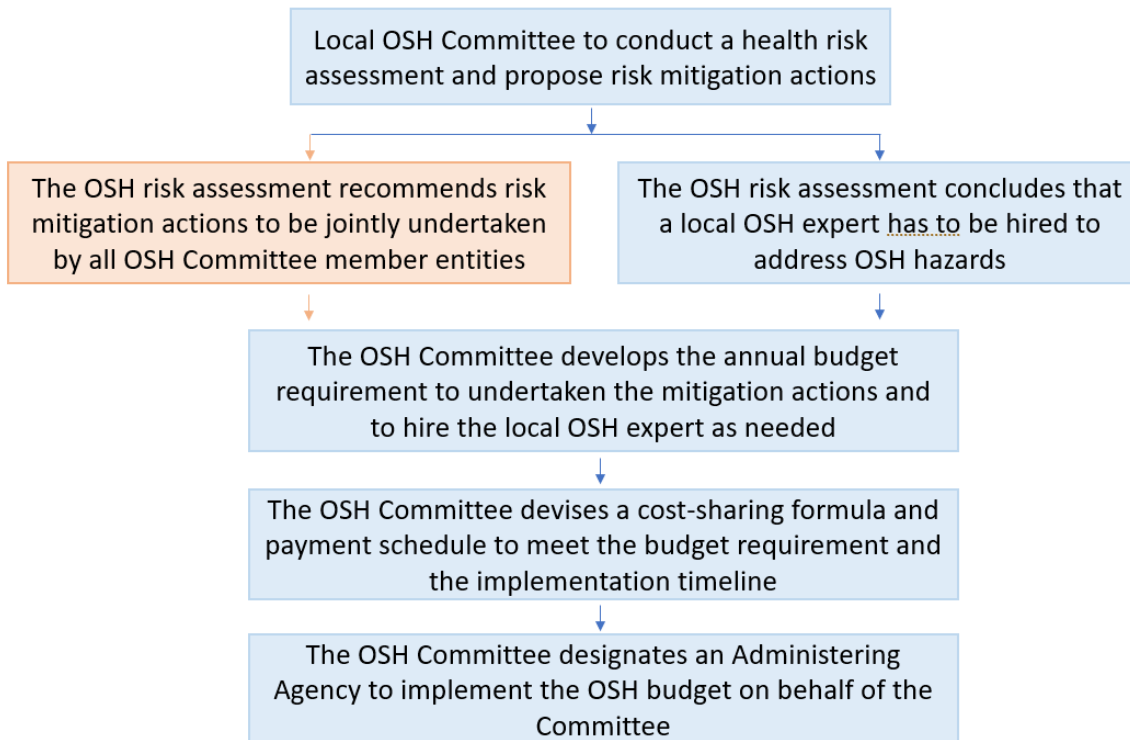 Local OSH Committee to conduct a health risk
assessment and propose risk mitigation actions
The OSH risk assessment recommends risk
mitigation actions to be jointly undertaken
by all OSH Committee member entities
The OSH risk assessment concludes that
a local OSH expert has to be hired to
address OSH hazards
The OSH Committee develops the annual budget
requirement to undertaken the mitigation actions and
to hire the local OSH expert as needed
The OSH Committee devises a cost-sharing formula and
payment schedule to meet the budget requirement and
the implementation timeline
The OSH Committee designates an Administering
Agency to implement the OSH budget on behalf of the
Committee